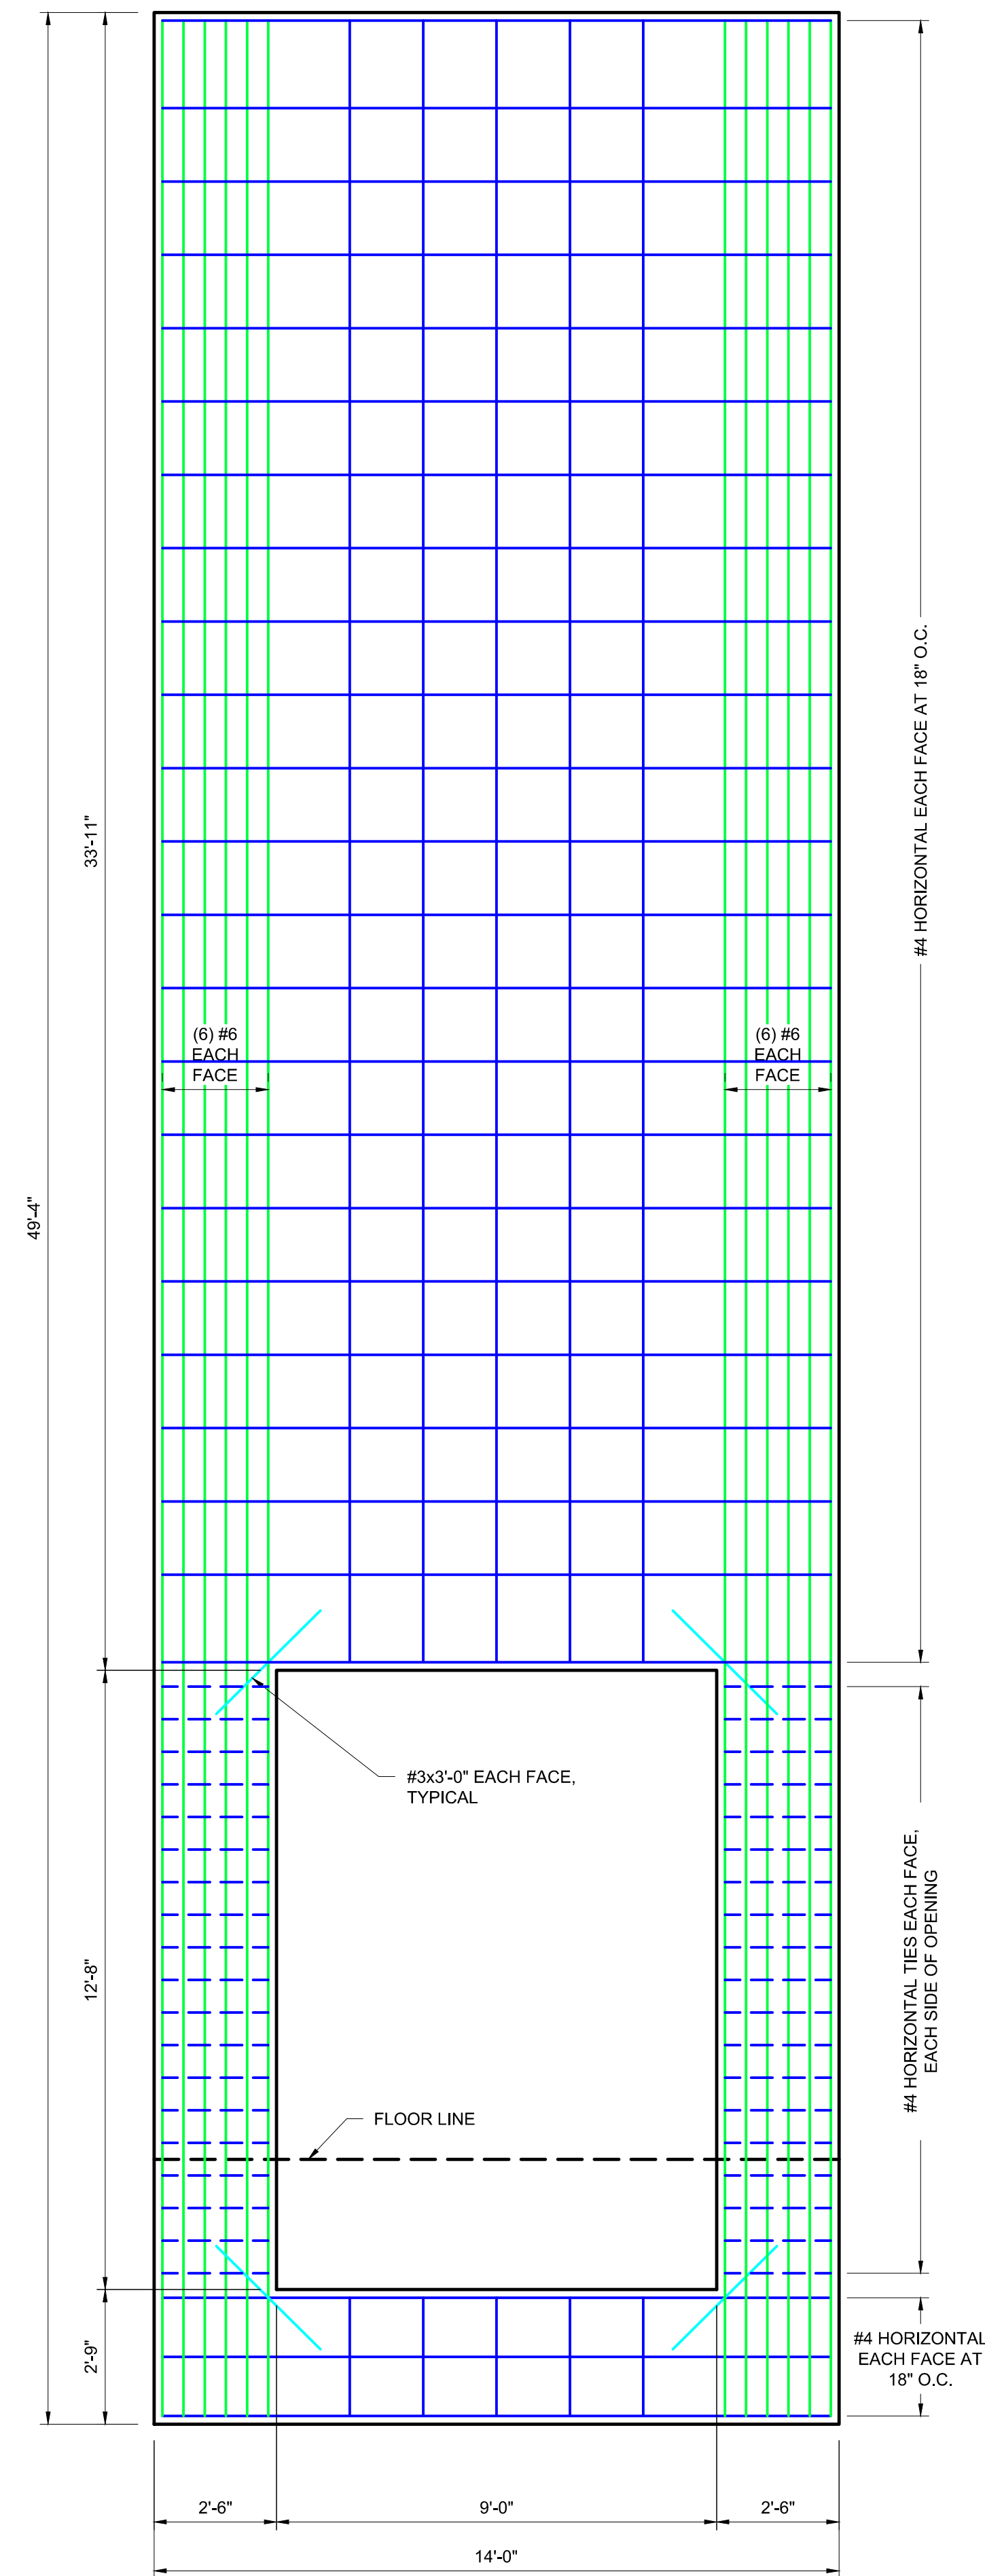 #4 HORIZONTAL EACH FACE AT 18" O.C.
33'-11"
(6) #6
EACH
FACE
(6) #6
EACH
FACE
49'-4"
#3x3'-0" EACH FACE,
TYPICAL
#4 HORIZONTAL TIES EACH FACE,
EACH SIDE OF OPENING
12'-8"
FLOOR LINE
2'-9"
#4 HORIZONTAL
EACH FACE AT
18" O.C.
2'-6"
9'-0"
2'-6"
14'-0"